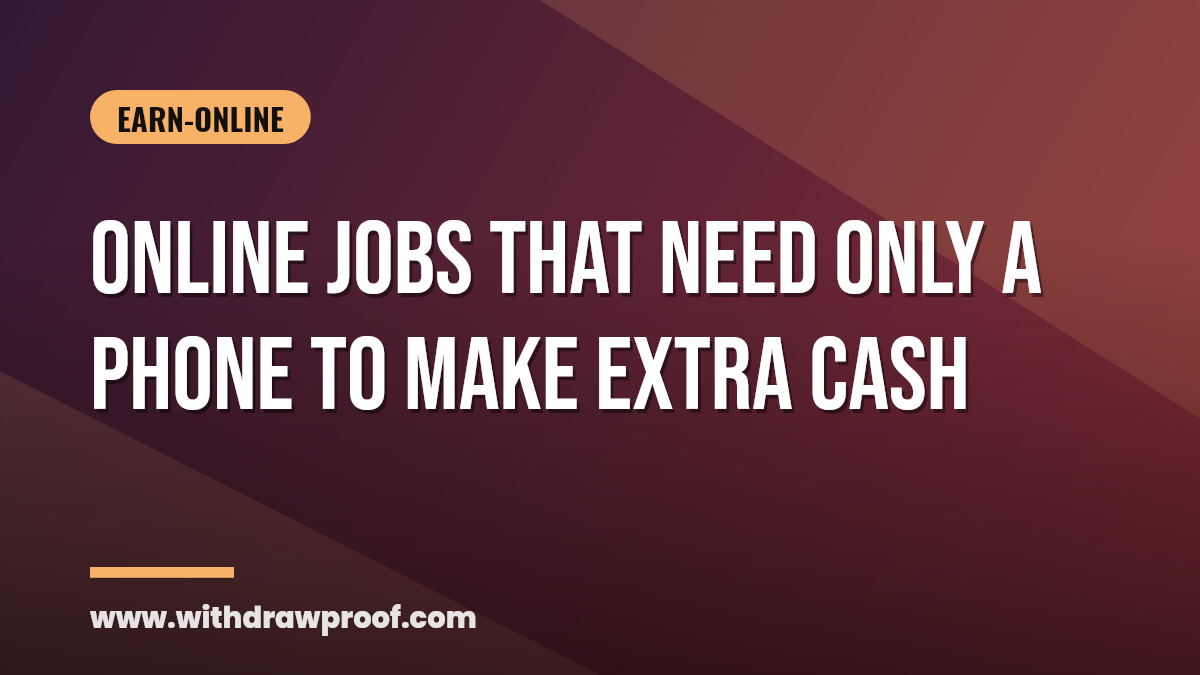 EARN-ONLINE
ONLINE JOBS THAT NEED ONLY A
PHONE TO MAKE EXTRA CASH
www.withdrawproof.com